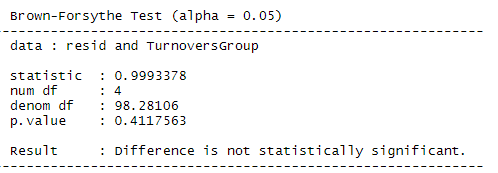 Brown-Forsythe Test (alpha = 0.05)
-------------------------------------------------------------
data : resid and TurnoversGroup
statistic : 0.9993378
num df : 4
denom df : 98.28106
p.value : 0.4117563
Result : Difference is not statistically significant.
-------------------------------------------------------------